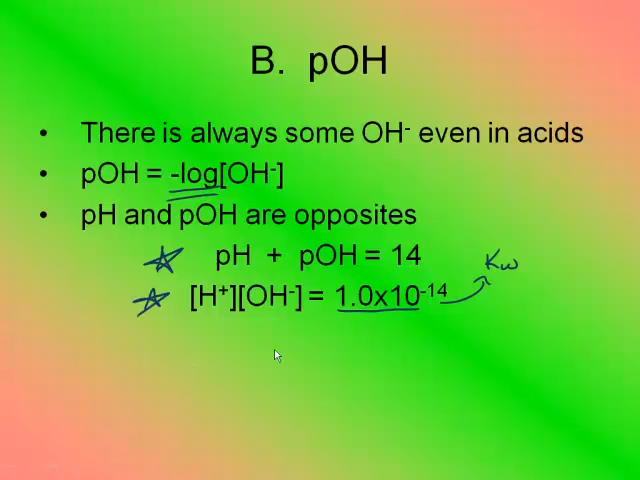 B. pOH
• There is always some OH⁻ even in acids
• pOH = -log[OH⁻]
• pH and pOH are opposites
pH + pOH = 14
Kw
[H⁺][OH⁻] = 1.0x10⁻¹⁴